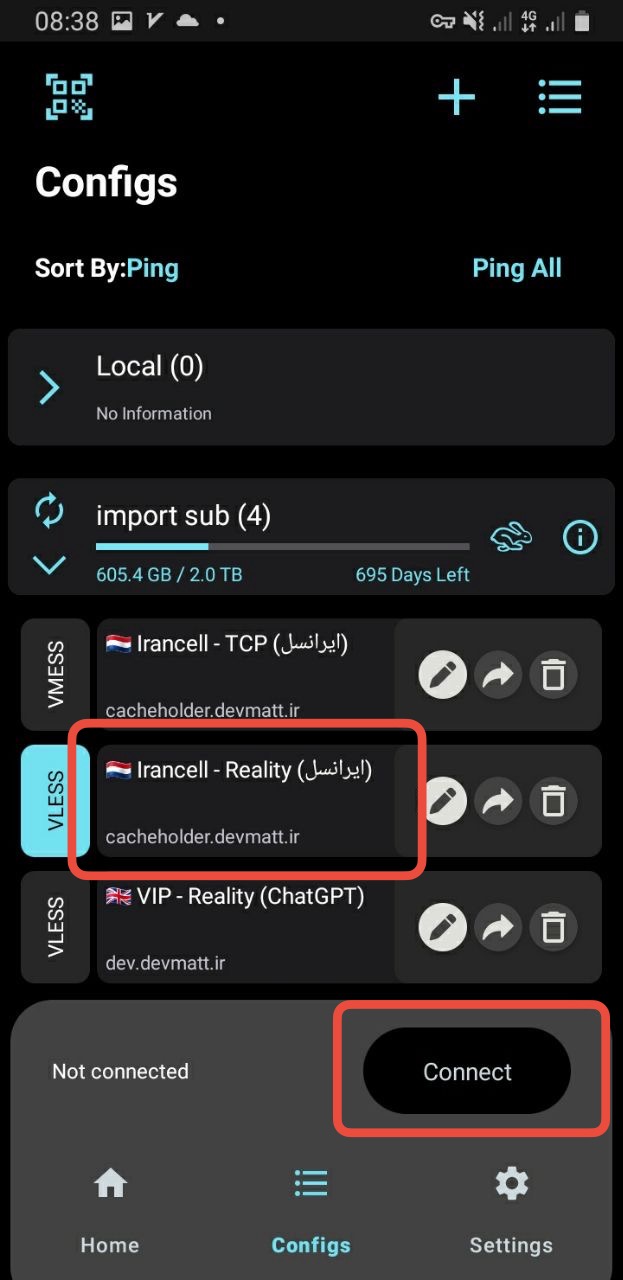 08:38
4G
Configs
Sort By:Ping
Ping All
Local (0)
No Information
import sub (4)
605.4 GB / 2.0 TB
695 Days Left
VMESS
🇳🇱 Irancell - TCP (ایرانسل)
cacheholder.devmatt.ir
VLESS
🇳🇱 Irancell - Reality (ایرانسل)
cacheholder.devmatt.ir
VLESS
🇬🇧 VIP - Reality (ChatGPT)
dev.devmatt.ir
Not connected
Connect
Home
Configs
Settings